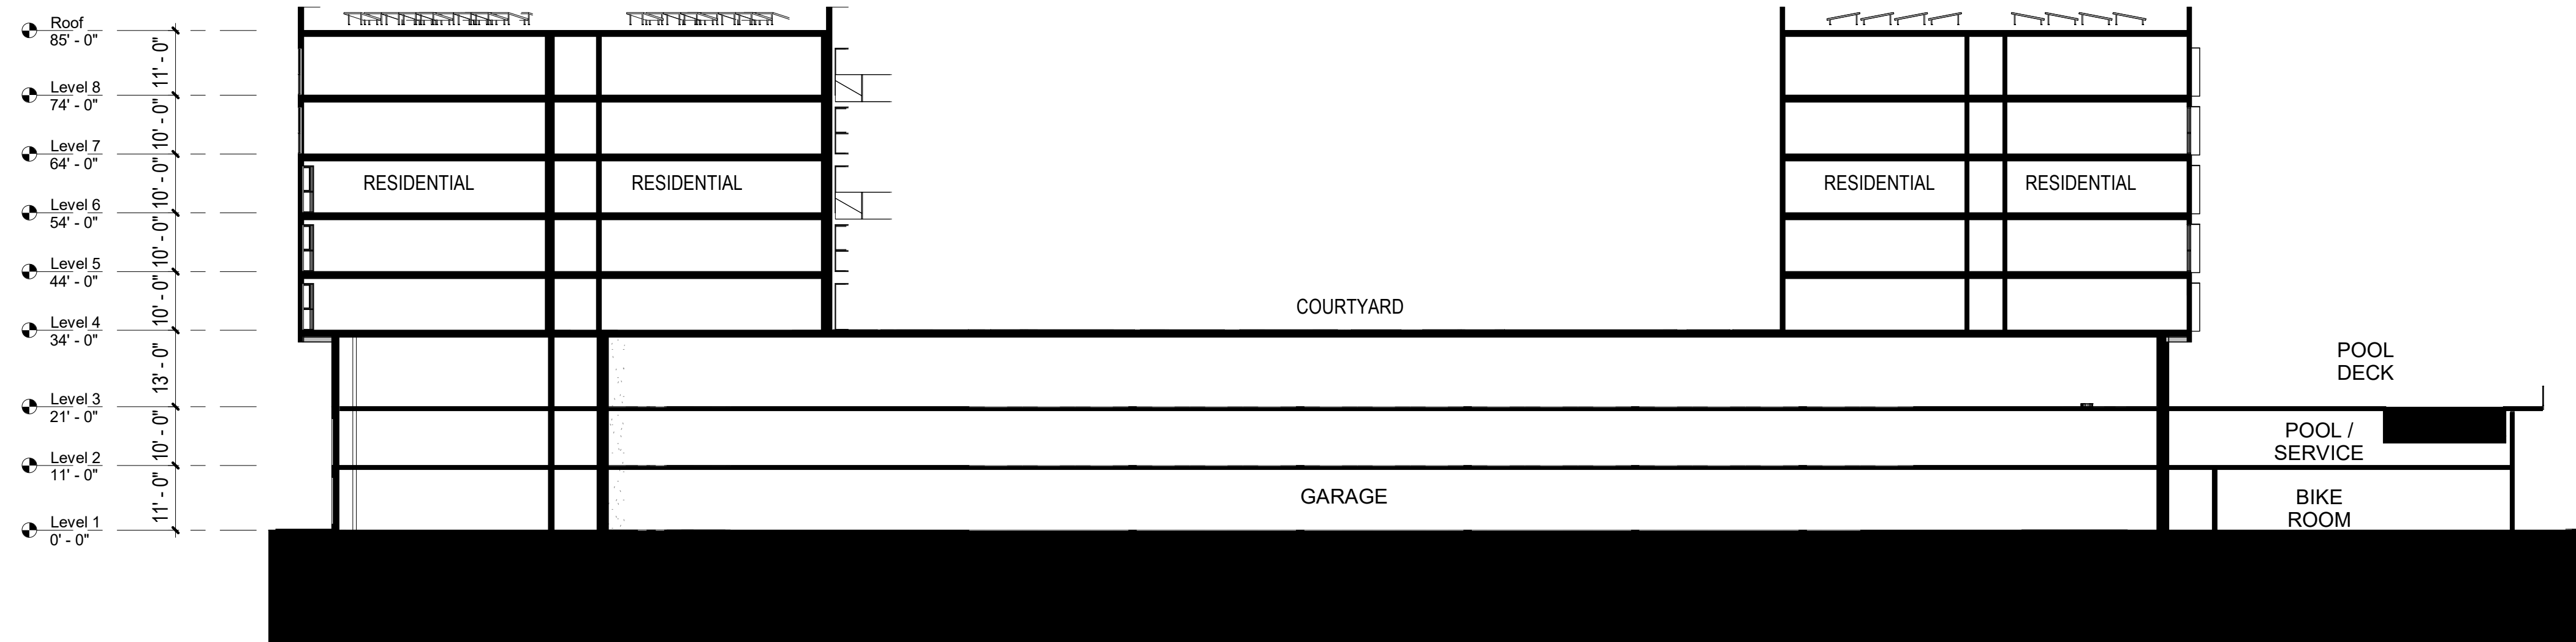 Roof
85' - 0"
11' - 0"
Level 8
74' - 0"
10' - 0"
Level 7
64' - 0"
10' - 0"
RESIDENTIAL
RESIDENTIAL
RESIDENTIAL
RESIDENTIAL
Level 6
54' - 0"
10' - 0"
Level 5
44' - 0"
10' - 0"
COURTYARD
Level 4
34' - 0"
13' - 0"
POOL
DECK
Level 3
21' - 0"
10' - 0"
POOL /
SERVICE
Level 2
11' - 0"
11' - 0"
GARAGE
BIKE
ROOM
Level 1
0' - 0"